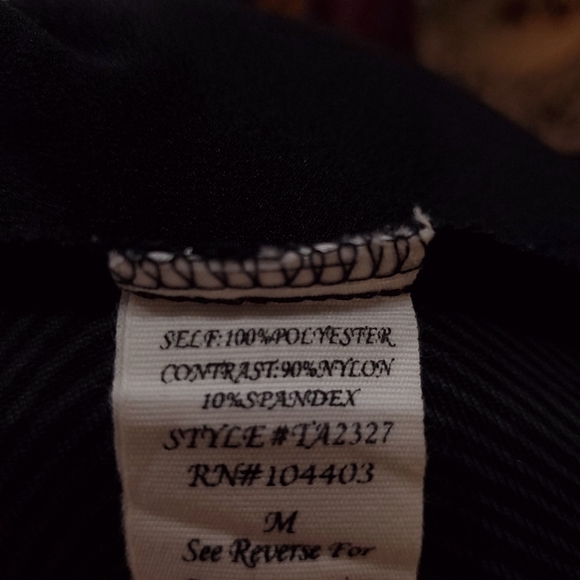 SELF:100%POLYESTER
CONTRAST:90%NYLON
10%SPANDEX
STYLE#TA2327
RN#104403
M
See Reverse For